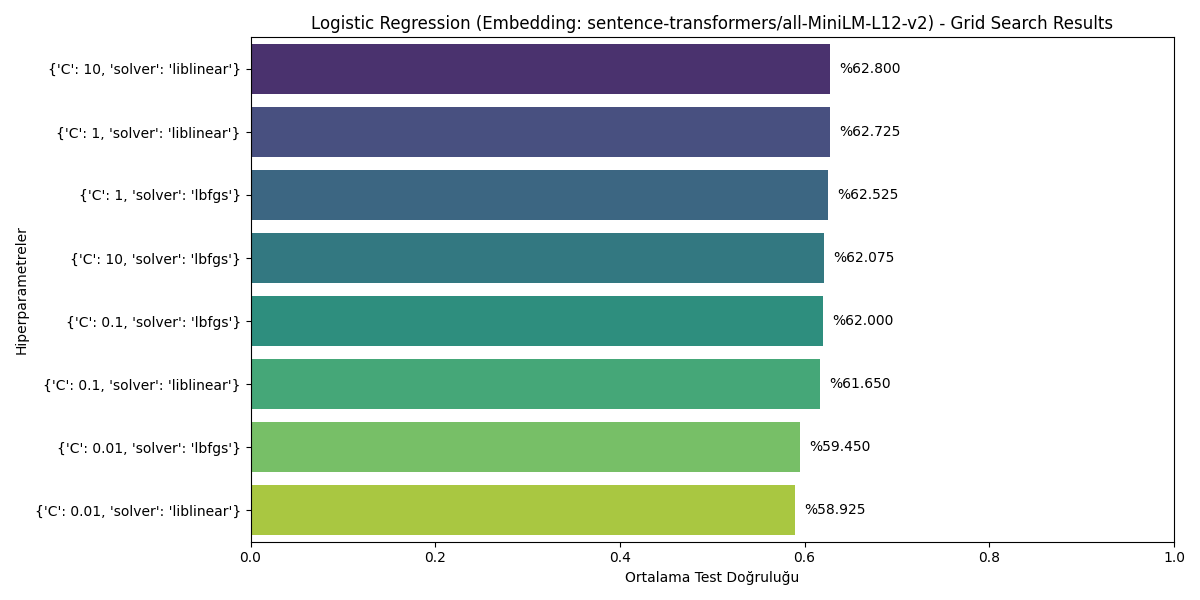 Logistic Regression (Embedding: sentence-transformers/all-MiniLM-L12-v2) - Grid Search Results
Hiperparametreler
{'C': 10, 'solver': 'liblinear'}
%62.800
{'C': 1, 'solver': 'liblinear'}
%62.725
{'C': 1, 'solver': 'lbfgs'}
%62.525
{'C': 10, 'solver': 'lbfgs'}
%62.075
{'C': 0.1, 'solver': 'lbfgs'}
%62.000
{'C': 0.1, 'solver': 'liblinear'}
%61.650
{'C': 0.01, 'solver': 'lbfgs'}
%59.450
{'C': 0.01, 'solver': 'liblinear'}
%58.925
0.0 0.2 0.4 0.6 0.8 1.0
Ortalama Test Doğruluğu